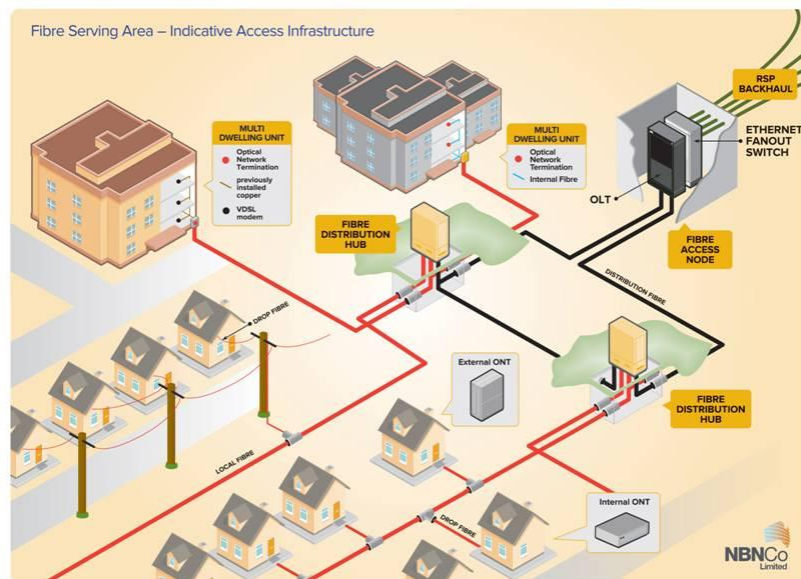 Fibre Serving Area – Indicative Access Infrastructure
RSP
BACKHAUL
MULTI
DWELLING UNIT
Optical
Network
Termination
previously
installed
copper
VDSL
modem
MULTI
DWELLING UNIT
Optical
Network
Termination
Internal Fibre
ETHERNET
FANOUT
SWITCH
OLT
FIBRE
DISTRIBUTION
HUB
FIBRE
ACCESS
NODE
DISTRIBUTION FIBRE
DROP FIBRE
External ONT
FIBRE
DISTRIBUTION
HUB
LOCAL FIBRE
Internal ONT
DROP FIBRE
NBNCo
Limited